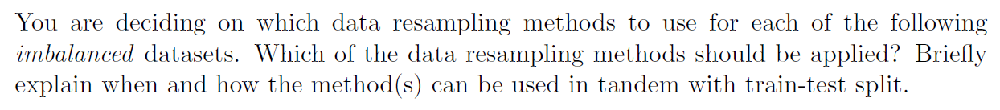 You are deciding on which data resampling methods to use for each of the following
imbalanced datasets. Which of the data resampling methods should be applied? Briefly
explain when and how the method(s) can be used in tandem with train-test split.